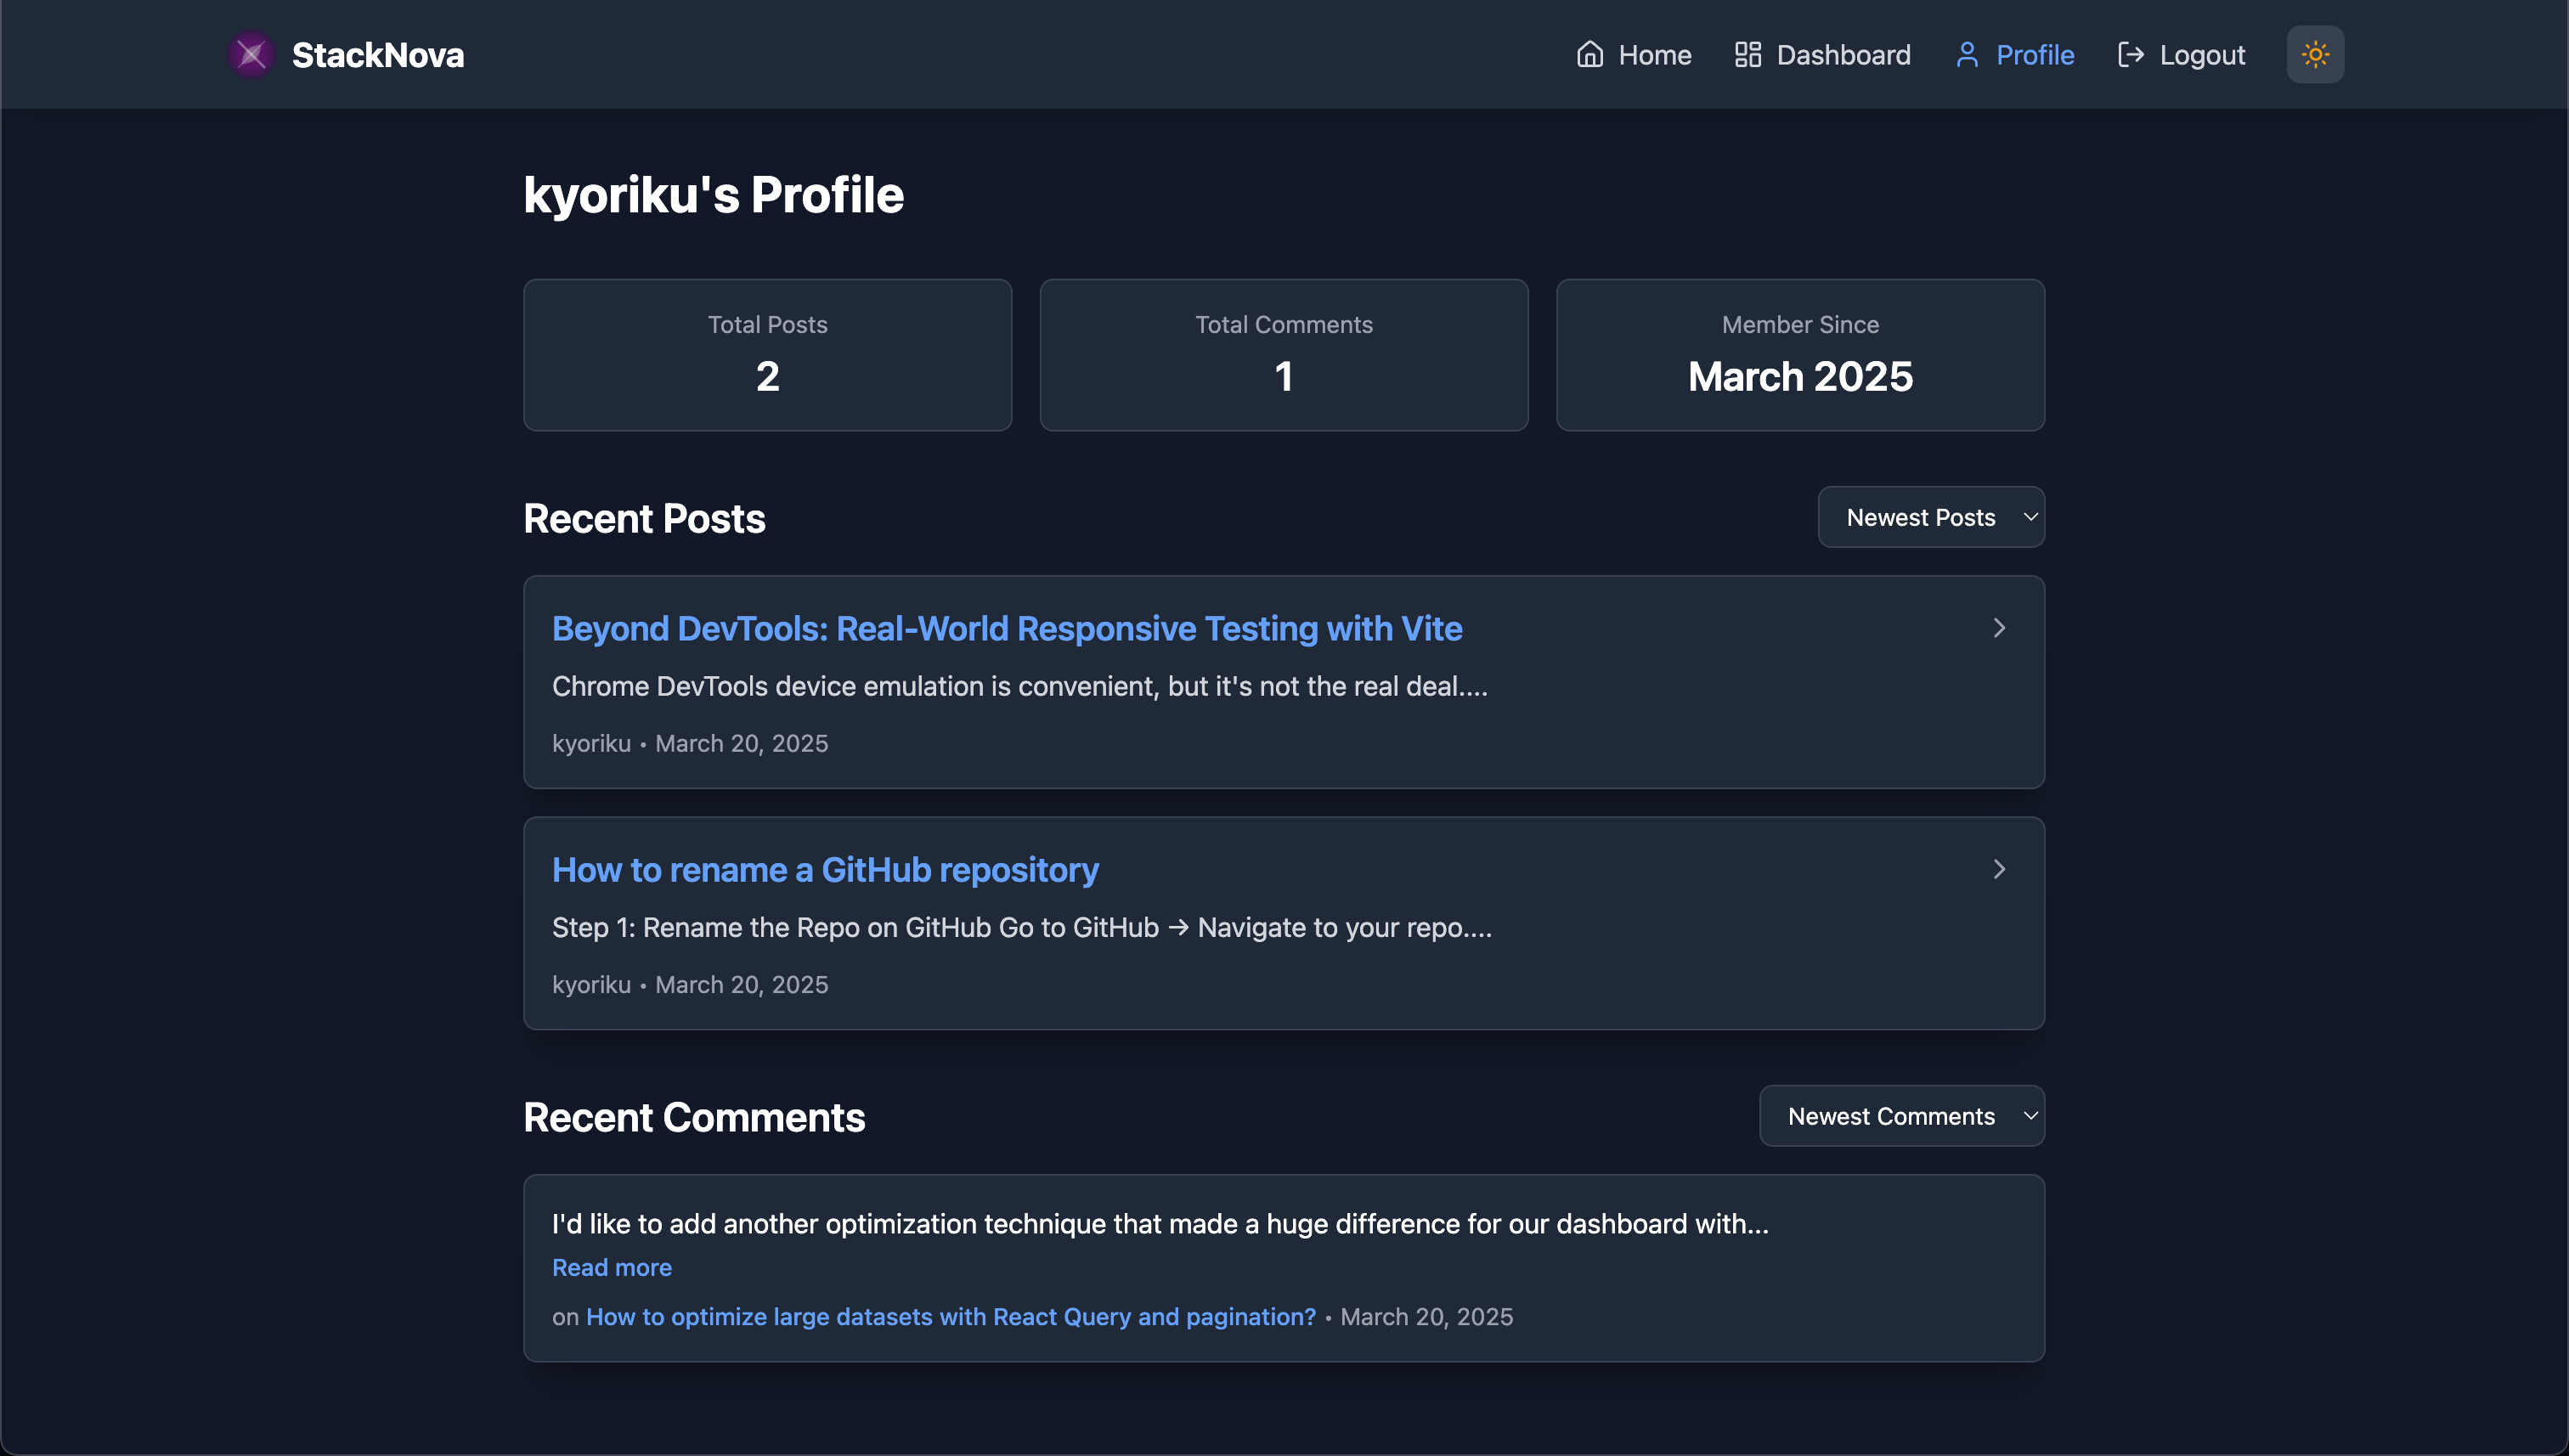 StackNova
Home
Dashboard
Profile
Logout
kyoriku's Profile
Total Posts
2
Total Comments
1
Member Since
March 2025
Recent Posts
Newest Posts
Beyond DevTools: Real-World Responsive Testing with Vite
Chrome DevTools device emulation is convenient, but it's not the real deal....
kyoriku • March 20, 2025
How to rename a GitHub repository
Step 1: Rename the Repo on GitHub Go to GitHub → Navigate to your repo....
kyoriku • March 20, 2025
Recent Comments
Newest Comments
I'd like to add another optimization technique that made a huge difference for our dashboard with...
Read more
on How to optimize large datasets with React Query and pagination? • March 20, 2025